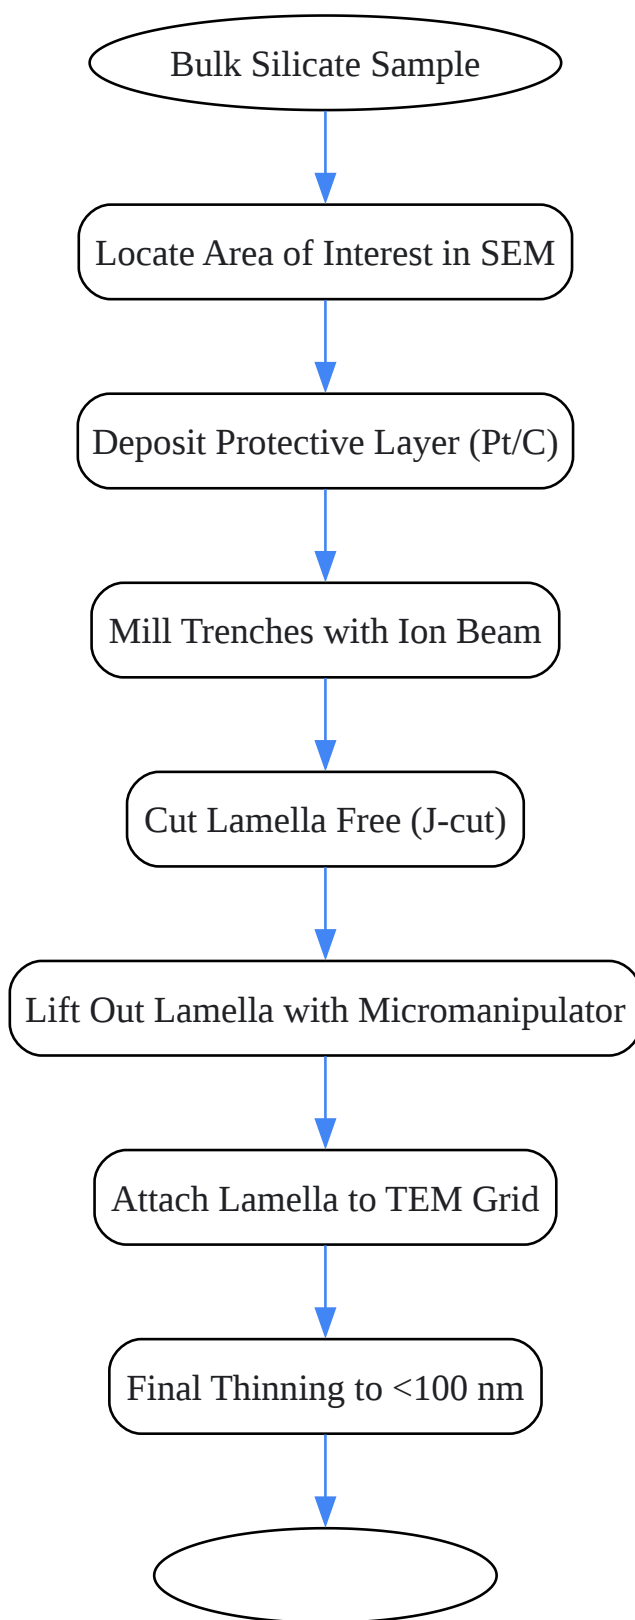 Bulk Silicate Sample
Locate Area of Interest in SEM
Deposit Protective Layer (Pt/C)
Mill Trenches with Ion Beam
Cut Lamella Free (J-cut)
Lift Out Lamella with Micromanipulator
Attach Lamella to TEM Grid
Final Thinning to <100 nm